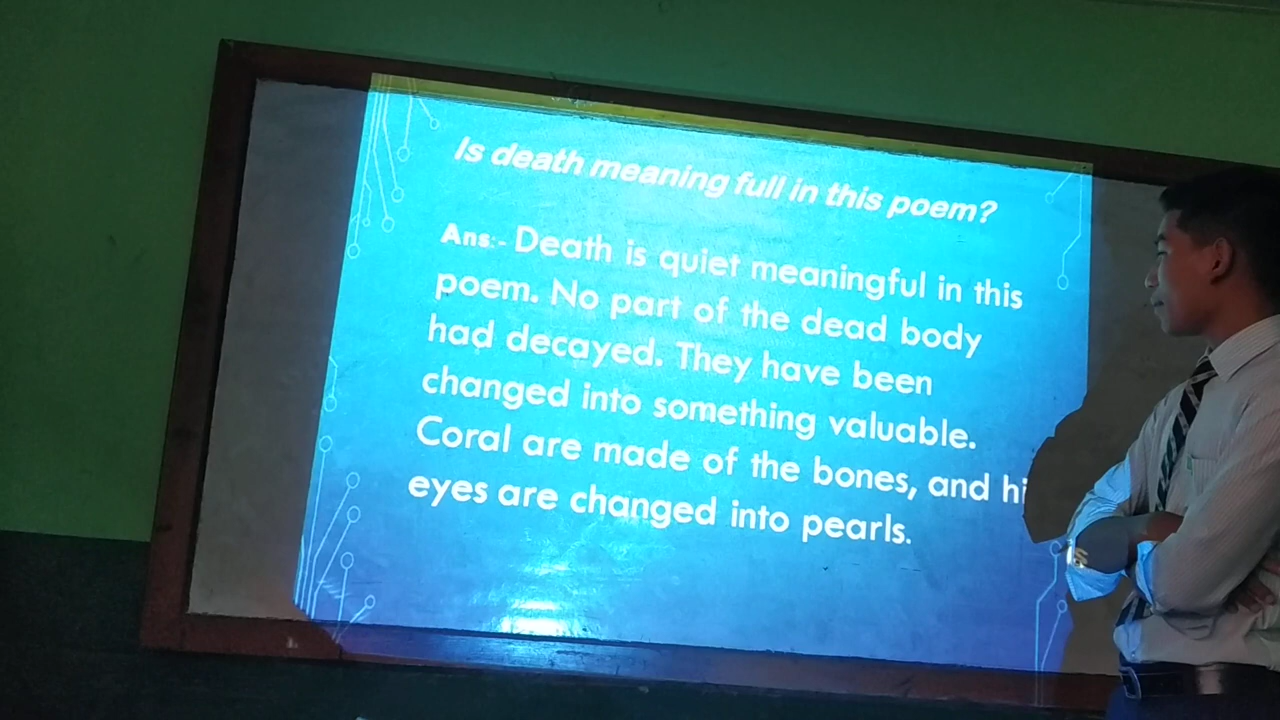 Is death meaning full in this poem?
Ans:- Death is quiet meaningful in this
poem. No part of the dead body
had decayed. They have been
changed into something valuable.
Coral are made of the bones, and hi
eyes are changed into pearls.